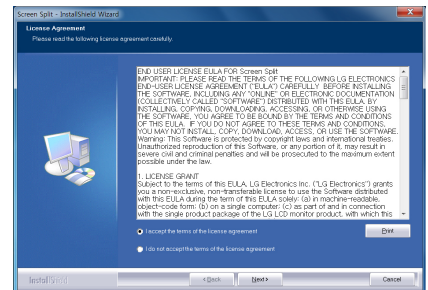 Screen Split - InstallShield Wizard
License Agreement
Please read the following license agreement carefully.
END USER LICENSE EULA FOR Screen Split
IMPORTANT: PLEASE READ THE TERMS OF THE FOLLOWING LG ELECTRONICS
END-USER LICENSE AGREEMENT ("EULA") CAREFULLY BEFORE INSTALLING
THE SOFTWARE, INCLUDING ANY "ONLINE" OR ELECTRONIC DOCUMENTATION
(COLLECTIVELY CALLED "SOFTWARE") DISTRIBUTED WITH THIS EULA. BY
INSTALLING, COPYING, DOWNLOADING, ACCESSING, OR OTHERWISE USING
THE SOFTWARE, YOU AGREE TO BE BOUND BY THE TERMS AND CONDITIONS
OF THIS EULA. IF YOU DO NOT AGREE TO THESE TERMS AND CONDITIONS,
YOU MAY NOT INSTALL, COPY, DOWNLOAD, ACCESS, OR USE THE SOFTWARE.
Warning: This Software is protected by copyright laws and international treaties.
Unauthorized reproduction of this Software, or any portion of it, may result in
severe civil and criminal penalties and will be prosecuted to the maximum extent
possible under the law.
1. LICENSE GRANT
Subject to the terms of this EULA, LG Electronics Inc. ("LG Electronics") grants
you a non-exclusive, non-transferable license to use the Software distributed
with this EULA during the term of this EULA solely: (a) in machine-readable,
object-code form; (b) on a single computer; (c) as part of and in connection
with the single product package of the LG LCD monitor product, with which this
I accept the terms of the license agreement
Print
I do not accept the terms of the license agreement
InstallShield
< Back
Next >
Cancel